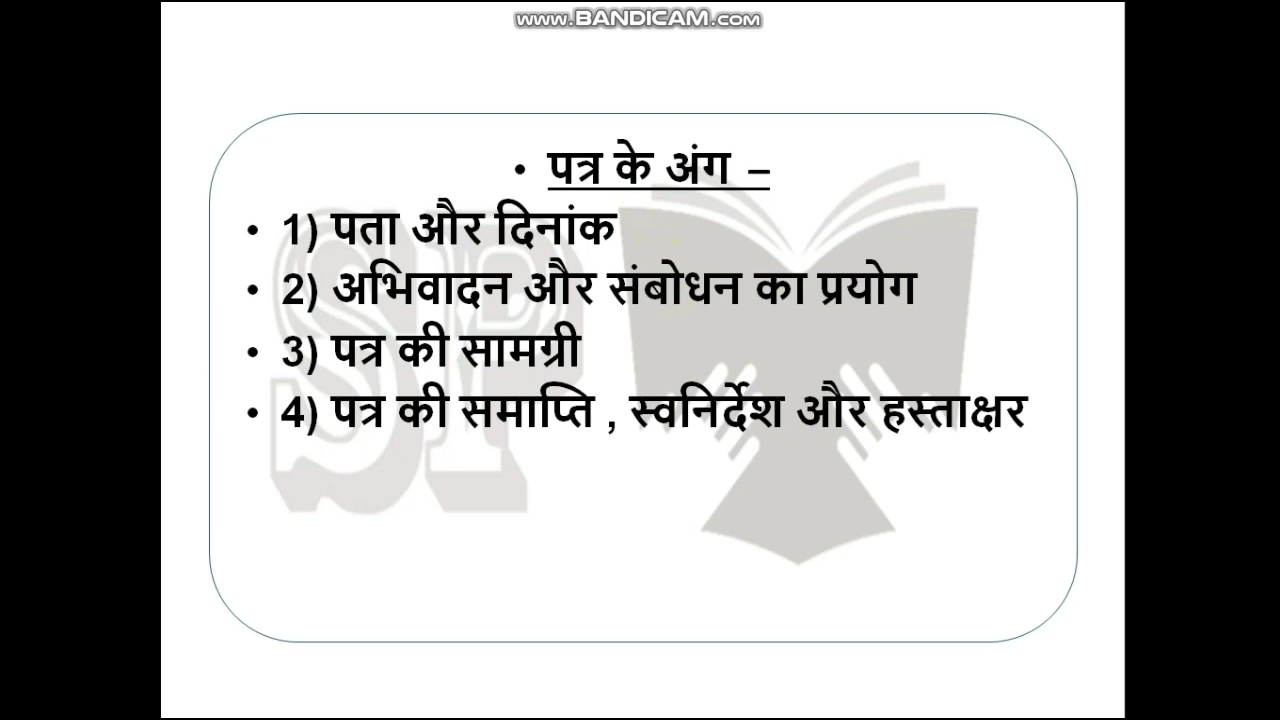 www.BANDICAM.com
• पत्र के अंग –
• 1) पता और दिनांक
• 2) अभिवादन और संबोधन का प्रयोग
• 3) पत्र की सामग्री
• 4) पत्र की समाप्ति , स्वनिर्देश और हस्ताक्षर
SP